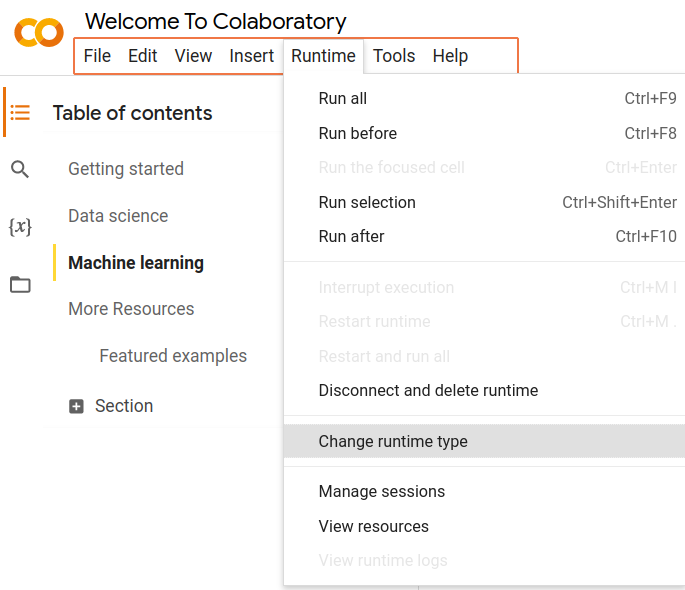 Welcome To Colaboratory
File Edit View Insert Runtime Tools Help
Table of contents
Getting started
Data science
Machine learning
More Resources
Featured examples
Section
Run all Ctrl+F9
Run before Ctrl+F8
Run the focused cell Ctrl+Enter
Run selection Ctrl+Shift+Enter
Run after Ctrl+F10
Interrupt execution Ctrl+M I
Restart runtime Ctrl+M .
Restart and run all
Disconnect and delete runtime
Change runtime type
Manage sessions
View resources
View runtime logs
{x}